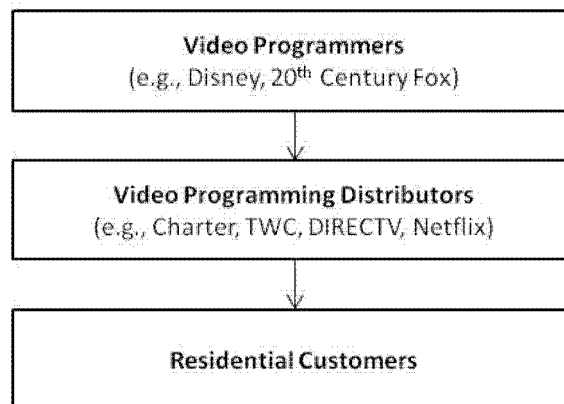 Video Programmers
(e.g., Disney, 20th Century Fox)
Video Programming Distributors
(e.g., Charter, TWC, DIRECTV, Netflix)
Residential Customers